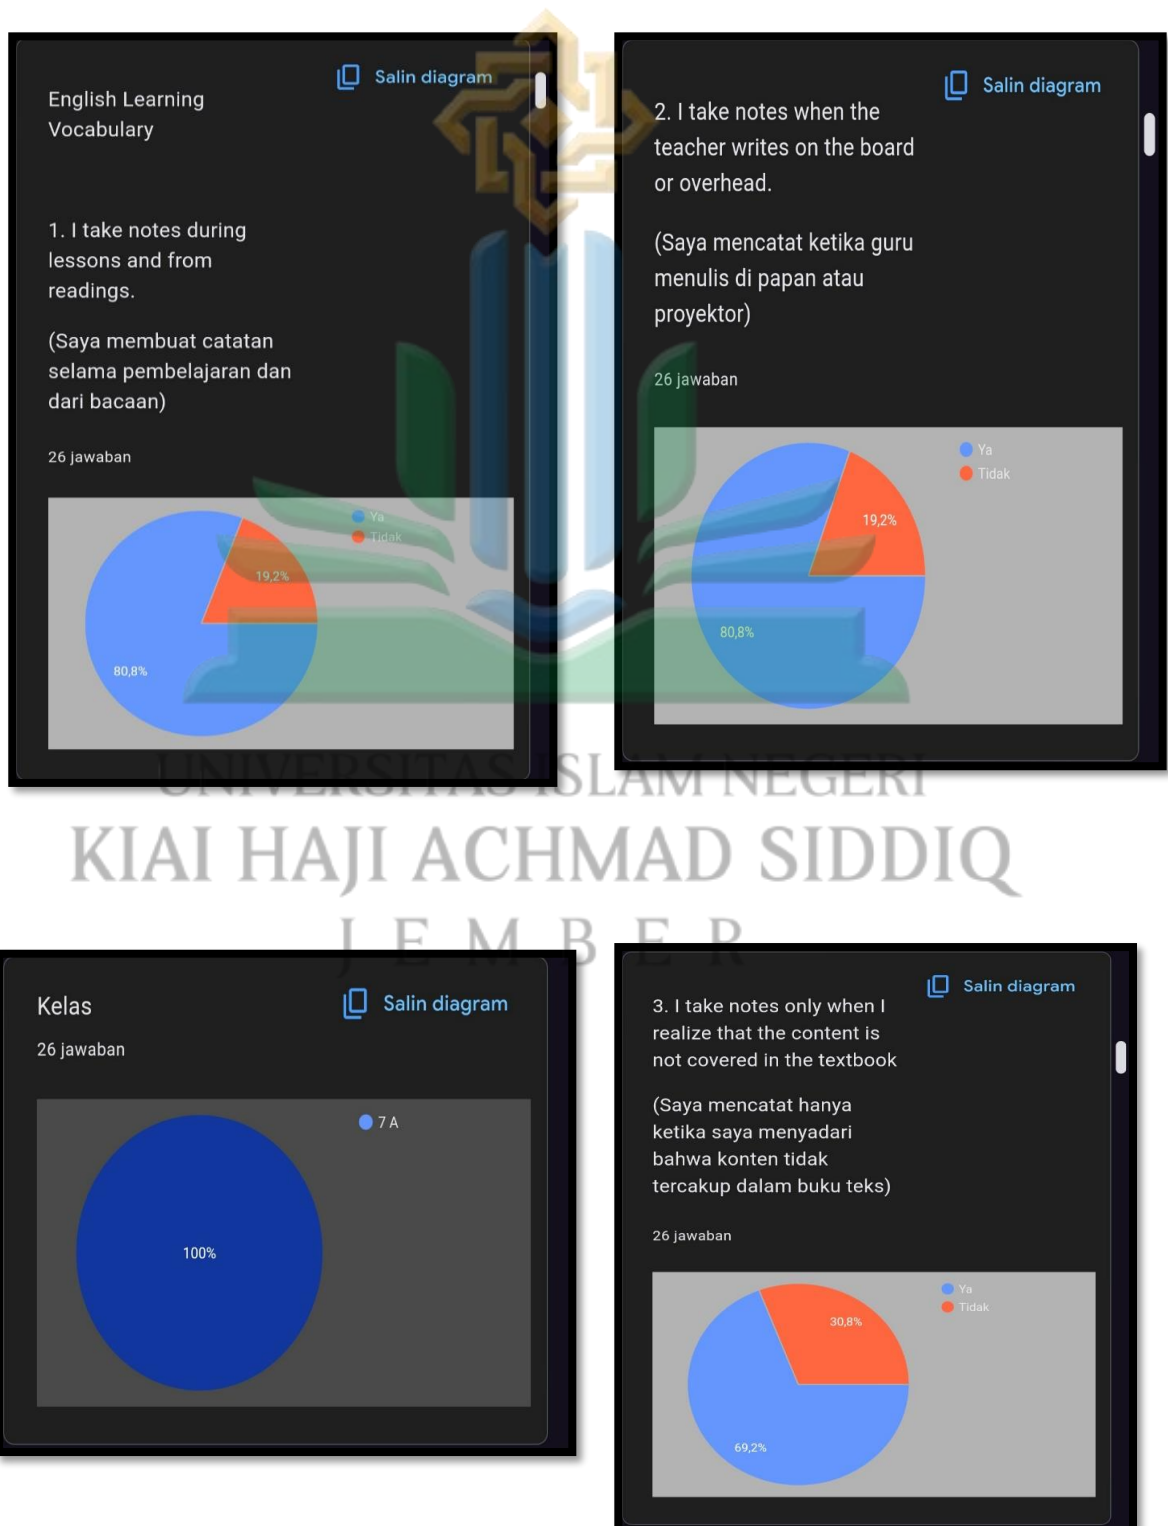 Salin diagram
English Learning
Vocabulary
1. I take notes during
lessons and from
readings.
(Saya membuat catatan
selama pembelajaran dan
dari bacaan)
26 jawaban
Ya
Tidak
19,2%
80,8%
Salin diagram
2. I take notes when the
teacher writes on the board
or overhead.
(Saya mencatat ketika guru
menulis di papan atau
proyektor)
26 jawaban
Ya
Tidak
19,2%
80,8%
UNIVERSITAS ISLAM NEGERI
KIAI HAJI ACHMAD SIDDIQ
JEMBER
Kelas
Salin diagram
26 jawaban
7 A
100%
Salin diagram
3. I take notes only when I
realize that the content is
not covered in the textbook
(Saya mencatat hanya
ketika saya menyadari
bahwa konten tidak
tercakup dalam buku teks)
26 jawaban
Ya
Tidak
30,8%
69,2%